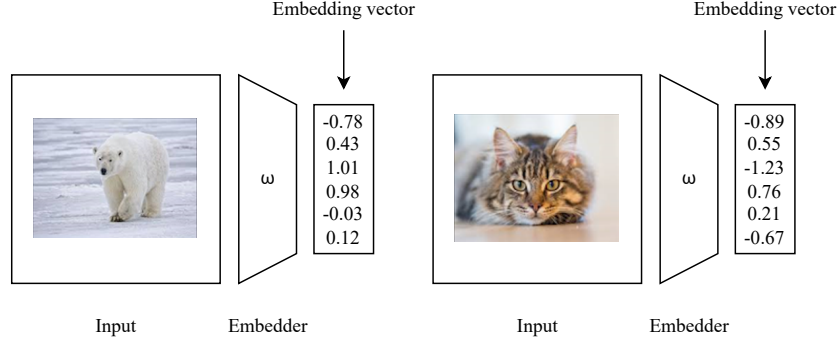 Embedding vector
-0.78
0.43
1.01
0.98
-0.03
0.12
ω
Input
Embedder
Embedding vector
-0.89
0.55
-1.23
0.76
0.21
-0.67
ω
Input
Embedder